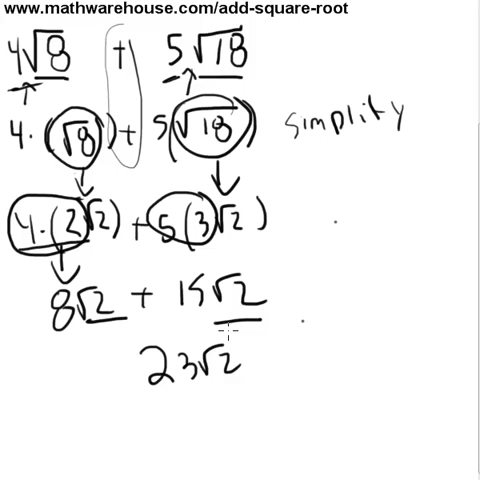 www.mathwarehouse.com/add-square-root
4√8 + 5√18
4·(√8) + 5(√18) simplify
4·(2√2) + 5(3√2)
8√2 + 15√2
23√2